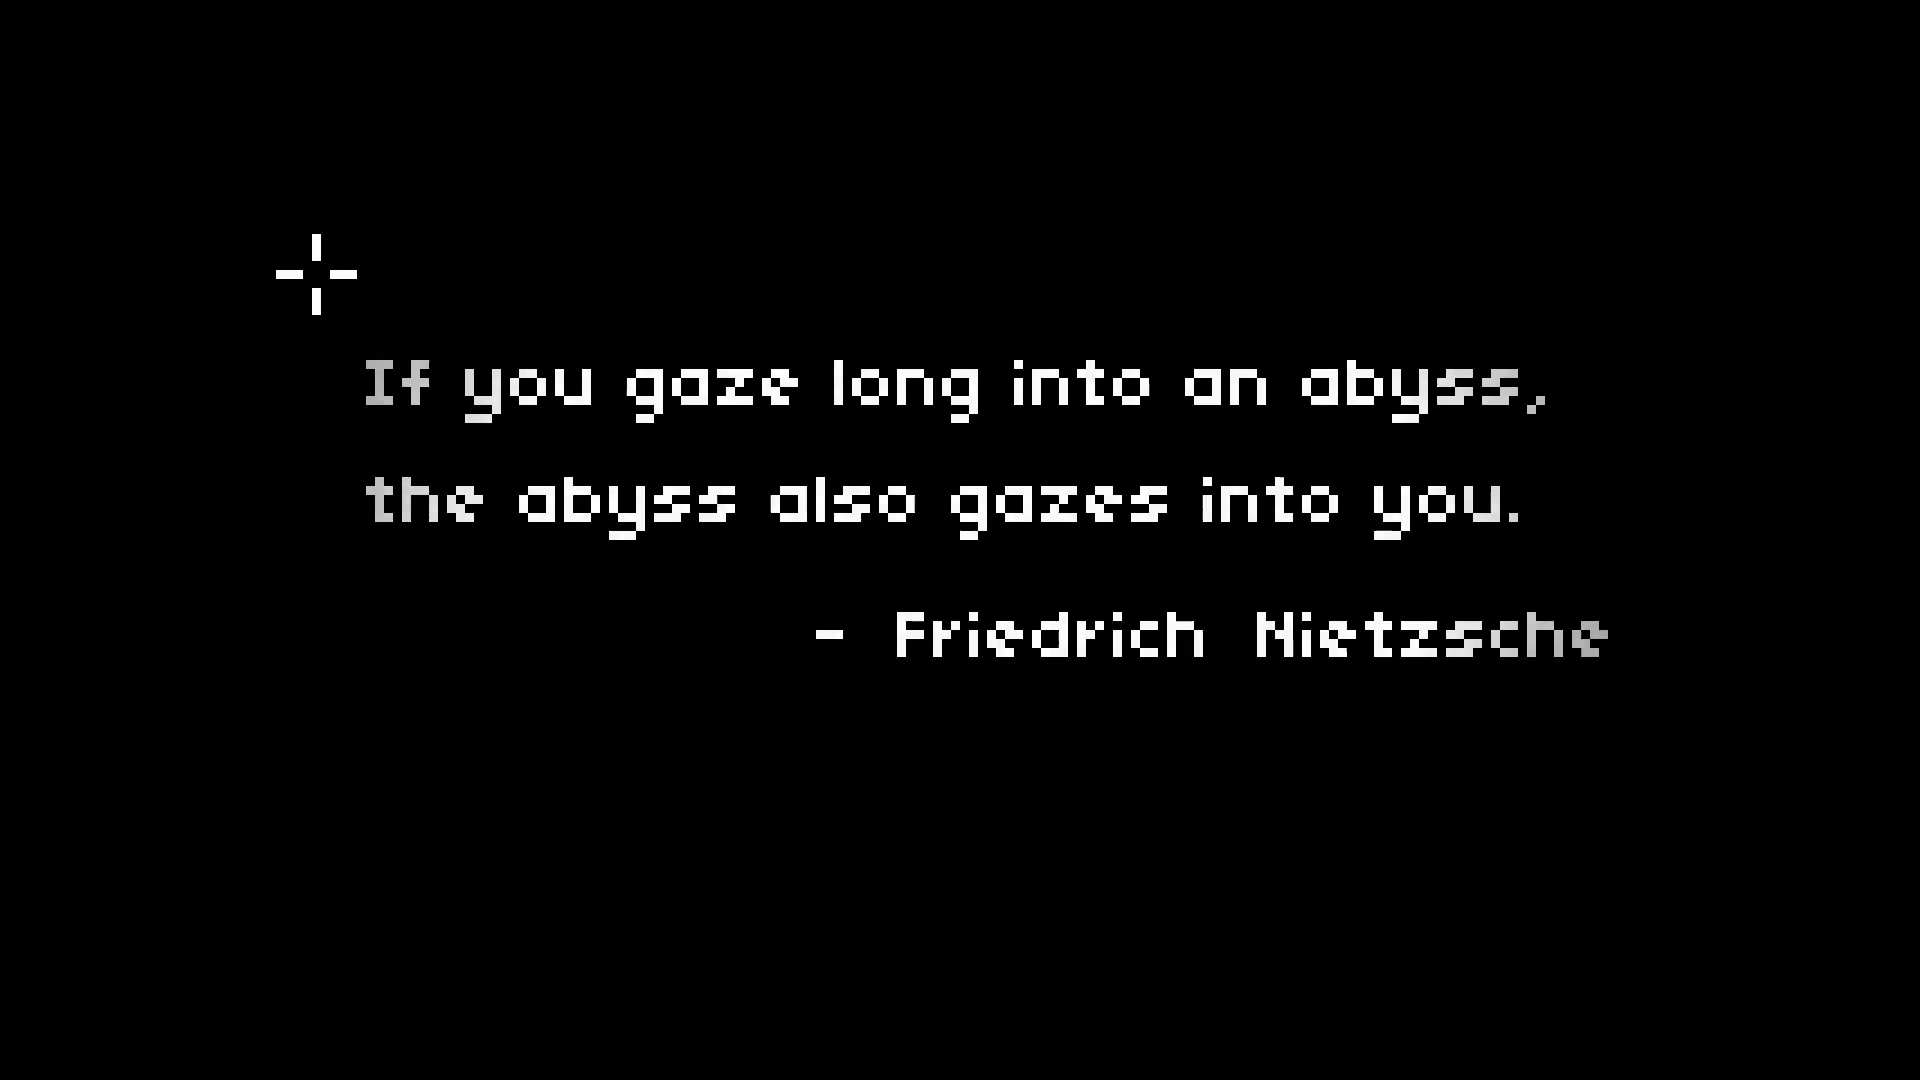 If you gaze long into an abyss,
the abyss also gazes into you.
- Friedrich Nietzsche